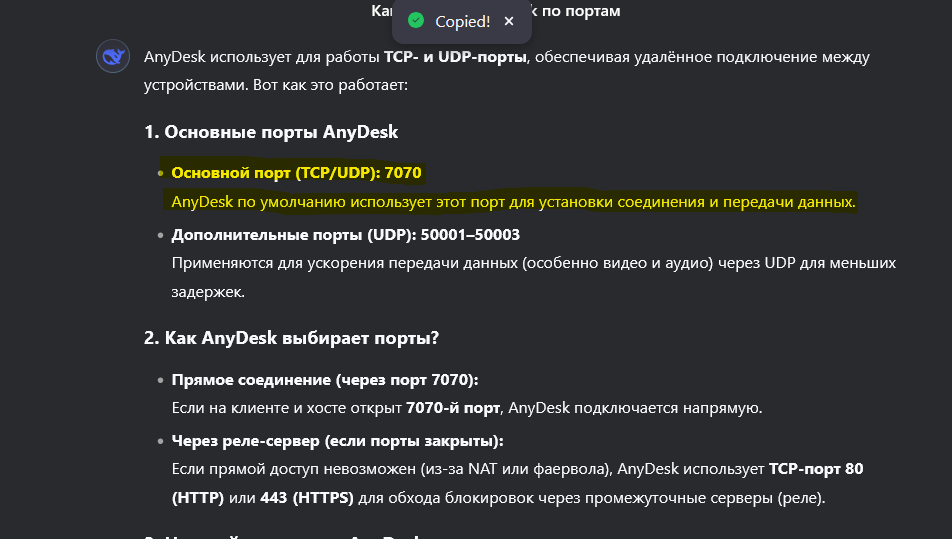 Ка
k по портам
Copied!
AnyDesk использует для работы TCP- и UDP-порты, обеспечивая удалённое подключение между
устройствами. Вот как это работает:
1. Основные порты AnyDesk
• Основной порт (TCP/UDP): 7070
AnyDesk по умолчанию использует этот порт для установки соединения и передачи данных.
• Дополнительные порты (UDP): 50001–50003
Применяются для ускорения передачи данных (особенно видео и аудио) через UDP для меньших
задержек.
2. Как AnyDesk выбирает порты?
• Прямое соединение (через порт 7070):
Если на клиенте и хосте открыт 7070-й порт, AnyDesk подключается напрямую.
• Через реле-сервер (если порты закрыты):
Если прямой доступ невозможен (из-за NAT или фаервола), AnyDesk использует TCP-порт 80
(HTTP) или 443 (HTTPS) для обхода блокировок через промежуточные серверы (реле).